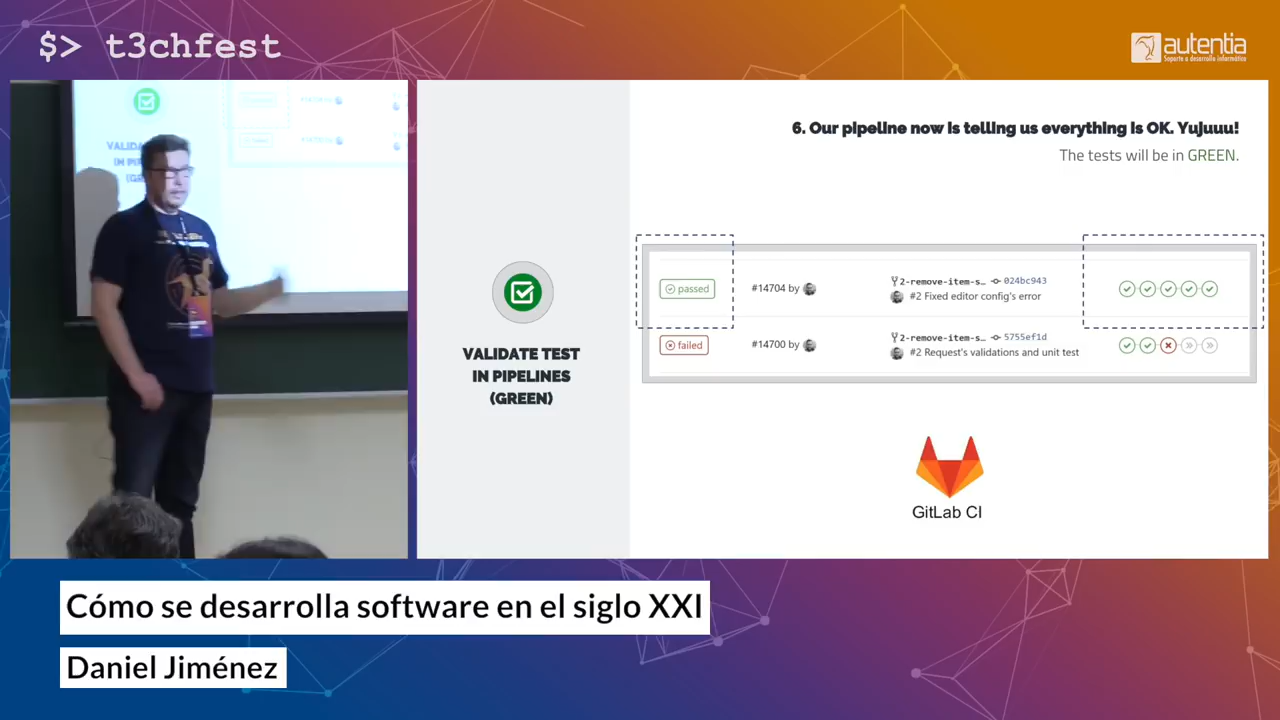 $> t3chfest
autentia
Soporte a desarrollo informático
6. Our pipeline now is telling us everything is OK. Yujuuu!
The tests will be in GREEN.
VALIDATE TEST
IN PIPELINES
(GREEN)
passed
#14704 by
2-remove-item-s… 024bc943
#2 Fixed editor config's error
failed
#14700 by
2-remove-item-s… 5755ef1d
#2 Request's validations and unit test
GitLab CI
Cómo se desarrolla software en el siglo XXI
Daniel Jiménez